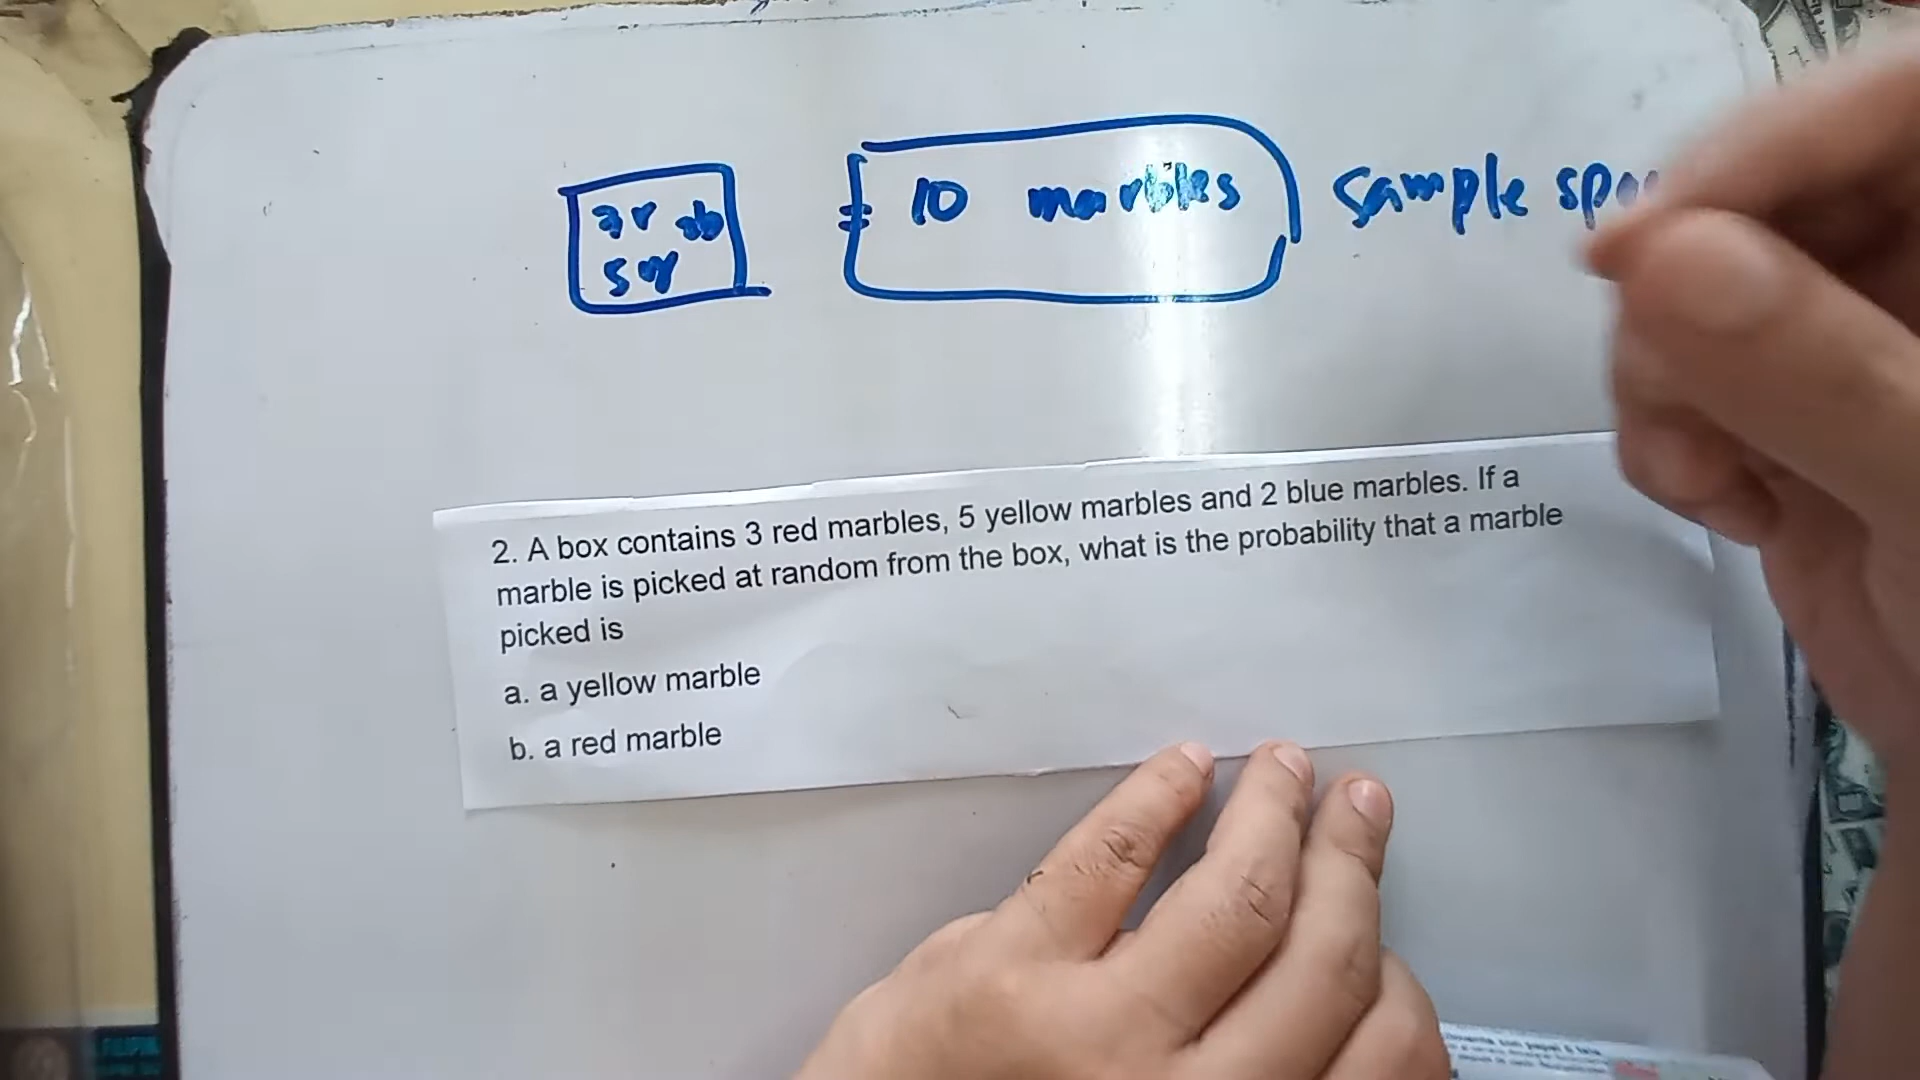 3r 2b
5y
= 10 marbles sample
2. A box contains 3 red marbles, 5 yellow marbles and 2 blue marbles. If a
marble is picked at random from the box, what is the probability that a marble
picked is
a. a yellow marble
b. a red marble